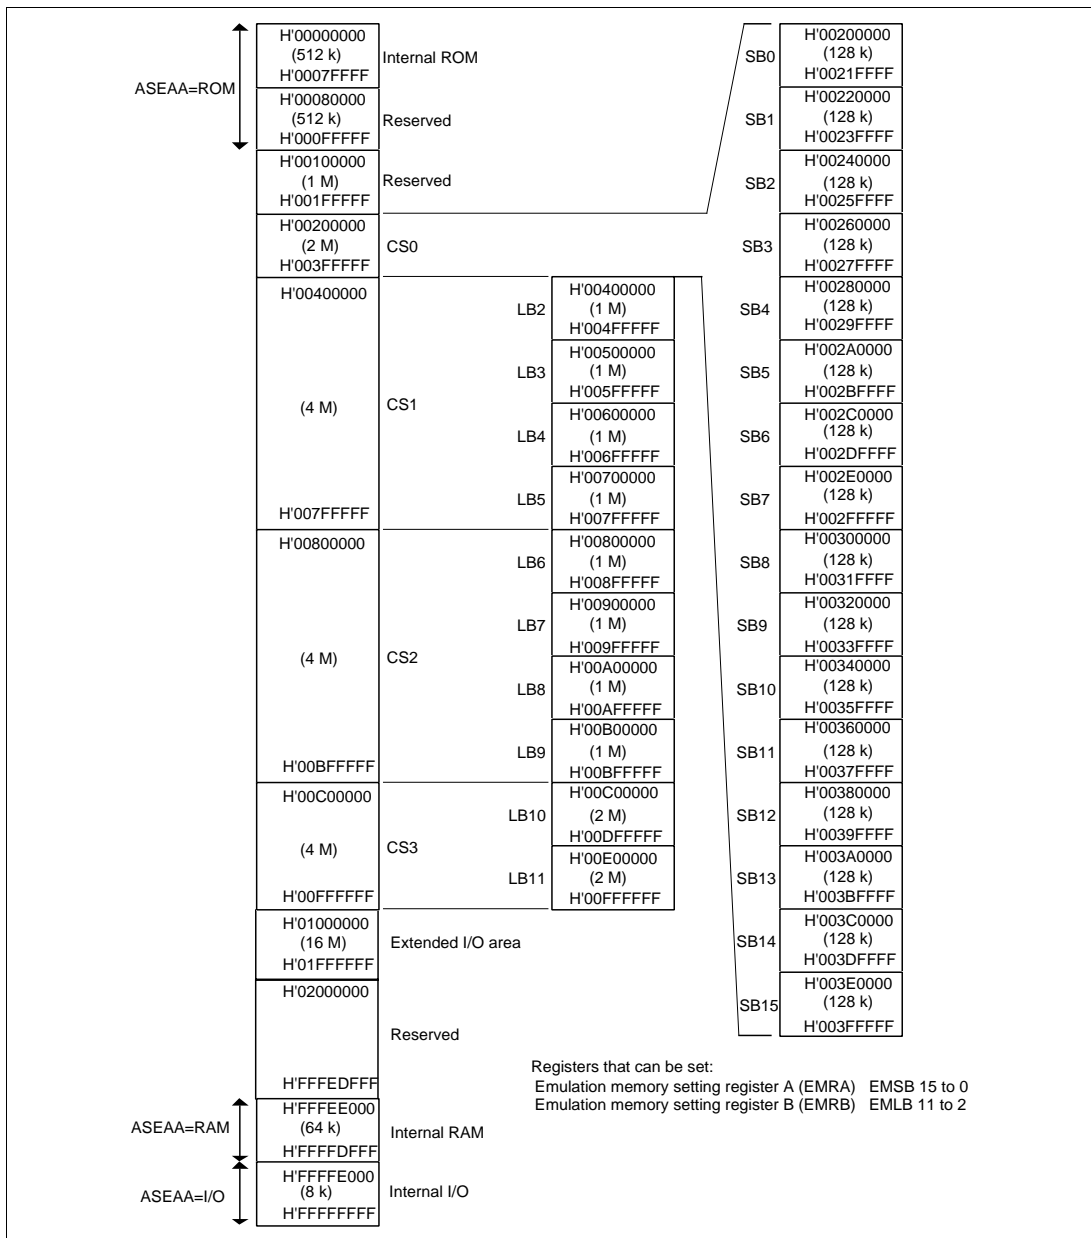 ASEAA=ROM
H'00000000
(512 k)
H'0007FFFF
Internal ROM
H'00080000
(512 k)
H'000FFFFF
Reserved
H'00100000
(1 M)
H'001FFFFF
Reserved
H'00200000
(2 M)
H'003FFFFF
CS0
H'00400000
(4 M)
H'007FFFFF
CS1
H'00800000
(4 M)
H'00BFFFFF
CS2
H'00C00000
(4 M)
H'00FFFFFF
CS3
H'01000000
(16 M)
H'01FFFFFF
Extended I/O area
H'02000000
H'FFFEDFFF
Reserved
ASEAA=RAM
H'FFFEE000
(64 k)
H'FFFFDFFF
Internal RAM
ASEAA=I/O
H'FFFFE000
(8 k)
H'FFFFFFFF
Internal I/O
LB2
H'00400000
(1 M)
H'004FFFFF
LB3
H'00500000
(1 M)
H'005FFFFF
LB4
H'00600000
(1 M)
H'006FFFFF
LB5
H'00700000
(1 M)
H'007FFFFF
LB6
H'00800000
(1 M)
H'008FFFFF
LB7
H'00900000
(1 M)
H'009FFFFF
LB8
H'00A00000
(1 M)
H'00AFFFFF
LB9
H'00B00000
(1 M)
H'00BFFFFF
LB10
H'00C00000
(2 M)
H'00DFFFFF
LB11
H'00E00000
(2 M)
H'00FFFFFF
SB0
H'00200000
(128 k)
H'0021FFFF
SB1
H'00220000
(128 k)
H'0023FFFF
SB2
H'00240000
(128 k)
H'0025FFFF
SB3
H'00260000
(128 k)
H'0027FFFF
SB4
H'00280000
(128 k)
H'0029FFFF
SB5
H'002A0000
(128 k)
H'002BFFFF
SB6
H'002C0000
(128 k)
H'002DFFFF
SB7
H'002E0000
(128 k)
H'002FFFFF
SB8
H'00300000
(128 k)
H'0031FFFF
SB9
H'00320000
(128 k)
H'0033FFFF
SB10
H'00340000
(128 k)
H'0035FFFF
SB11
H'00360000
(128 k)
H'0037FFFF
SB12
H'00380000
(128 k)
H'0039FFFF
SB13
H'003A0000
(128 k)
H'003BFFFF
SB14
H'003C0000
(128 k)
H'003DFFFF
SB15
H'003E0000
(128 k)
H'003FFFFF
Registers that can be set:
Emulation memory setting register A (EMRA) EMSB 15 to 0
Emulation memory setting register B (EMRB) EMLB 11 to 2